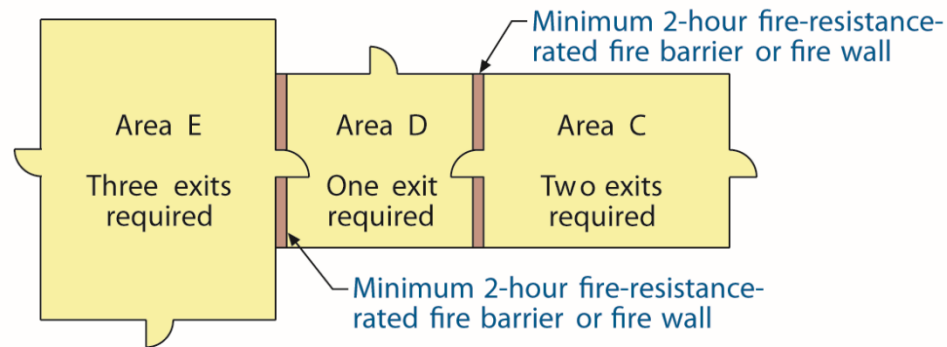 Minimum 2-hour fire-resistance-
rated fire barrier or fire wall
Area E
Three exits
required
Area D
One exit
required
Area C
Two exits
required
Minimum 2-hour fire-resistance-
rated fire barrier or fire wall